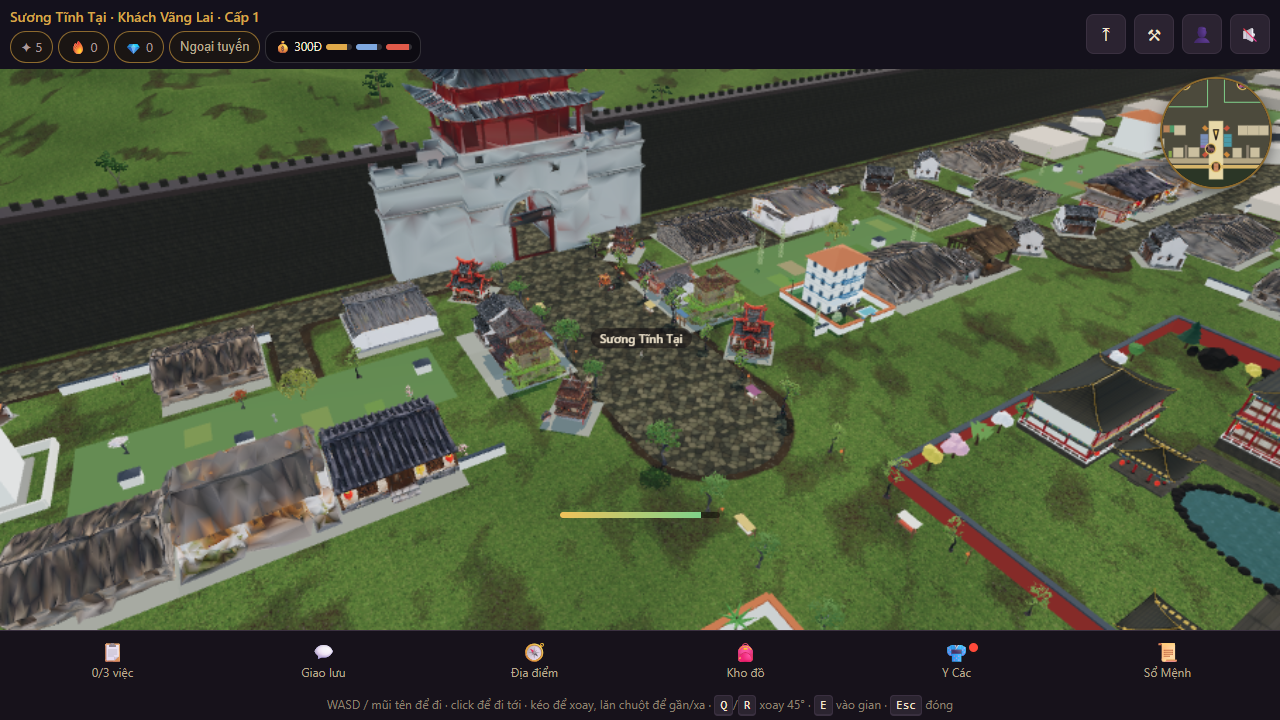 Sương Tĩnh Tại · Khách Vãng Lai · Cấp 1
5
0
0
Ngoại tuyến
300Đ
Sương Tĩnh Tại
0/3 việc
Giao lưu
Địa điểm
Kho đồ
Y Các
Sổ Mệnh
WASD / mũi tên để đi · click để đi tới · kéo để xoay, lăn chuột để gần/xa · Q / R xoay 45° · E vào gian · Esc đóng